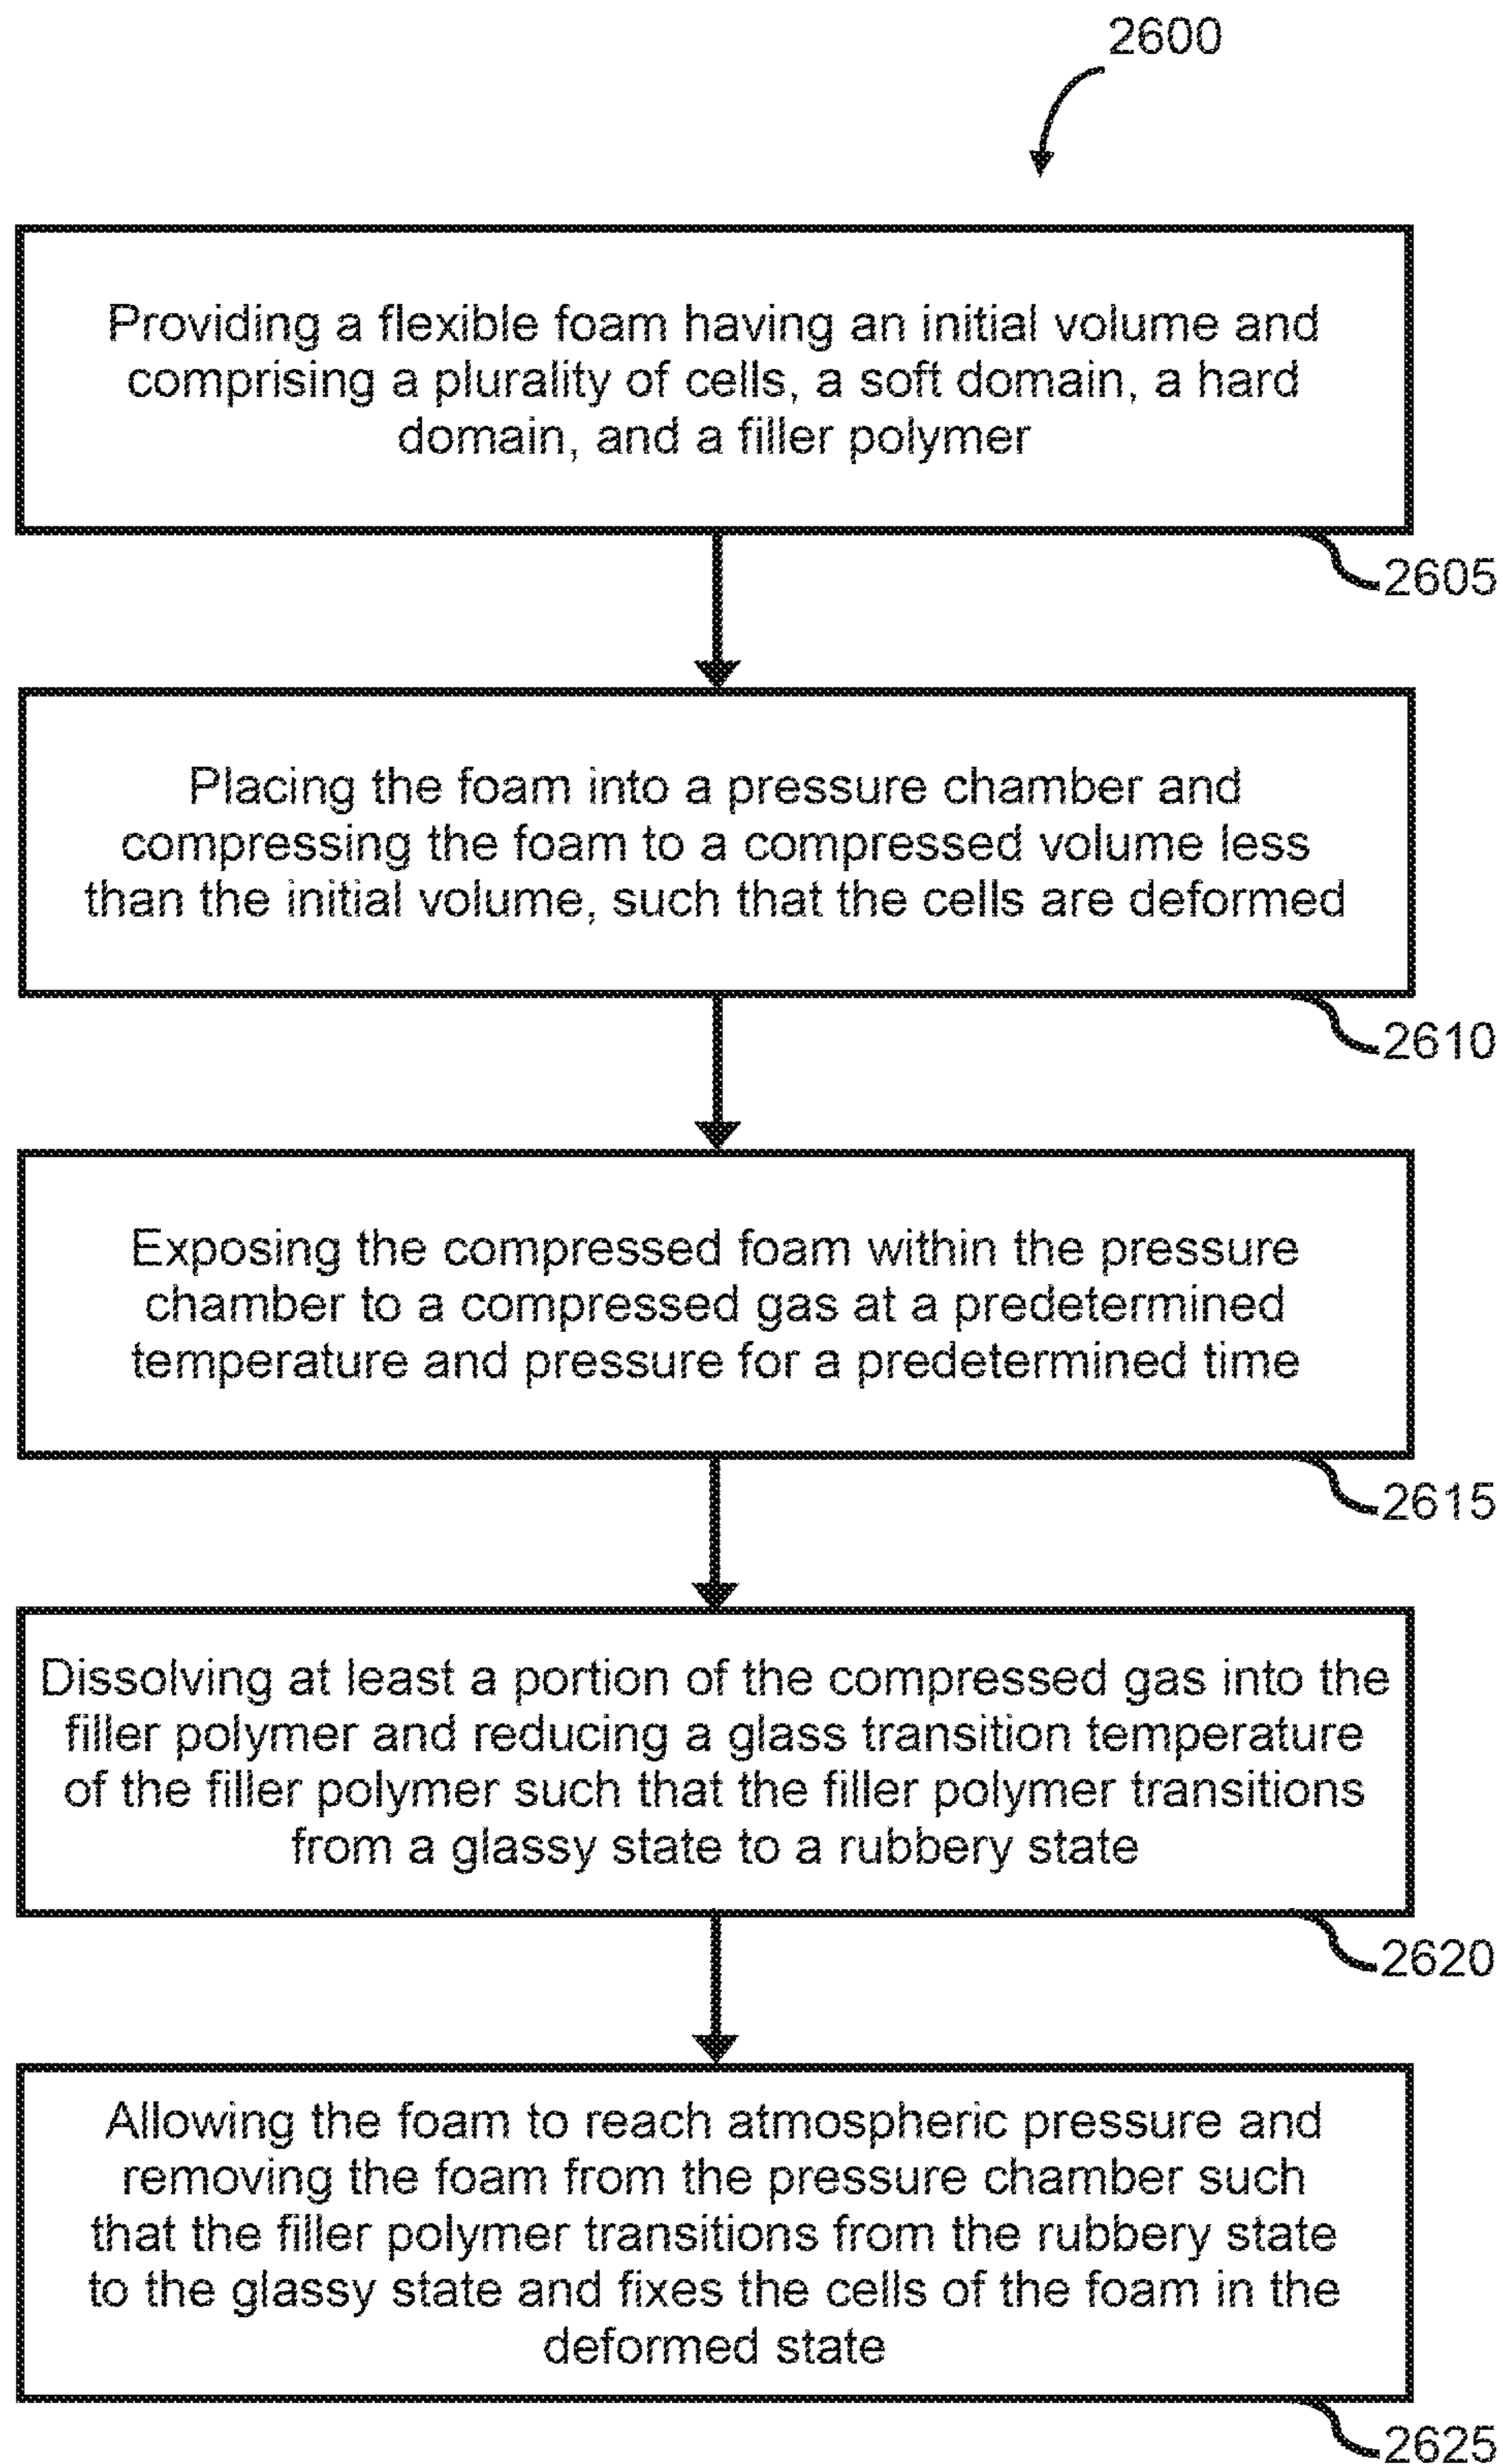 2600
Providing a flexible foam having an initial volume and
comprising a plurality of cells, a soft domain, a hard
domain, and a filler polymer
2605
Placing the foam into a pressure chamber and
compressing the foam to a compressed volume less
than the initial volume, such that the cells are deformed
2610
Exposing the compressed foam within the pressure
chamber to a compressed gas at a predetermined
temperature and pressure for a predetermined time
2615
Dissolving at least a portion of the compressed gas into the
filler polymer and reducing a glass transition temperature
of the filler polymer such that the filler polymer transitions
from a glassy state to a rubbery state
2620
Allowing the foam to reach atmospheric pressure and
removing the foam from the pressure chamber such
that the filler polymer transitions from the rubbery state
to the glassy state and fixes the cells of the foam in the
deformed state
2625